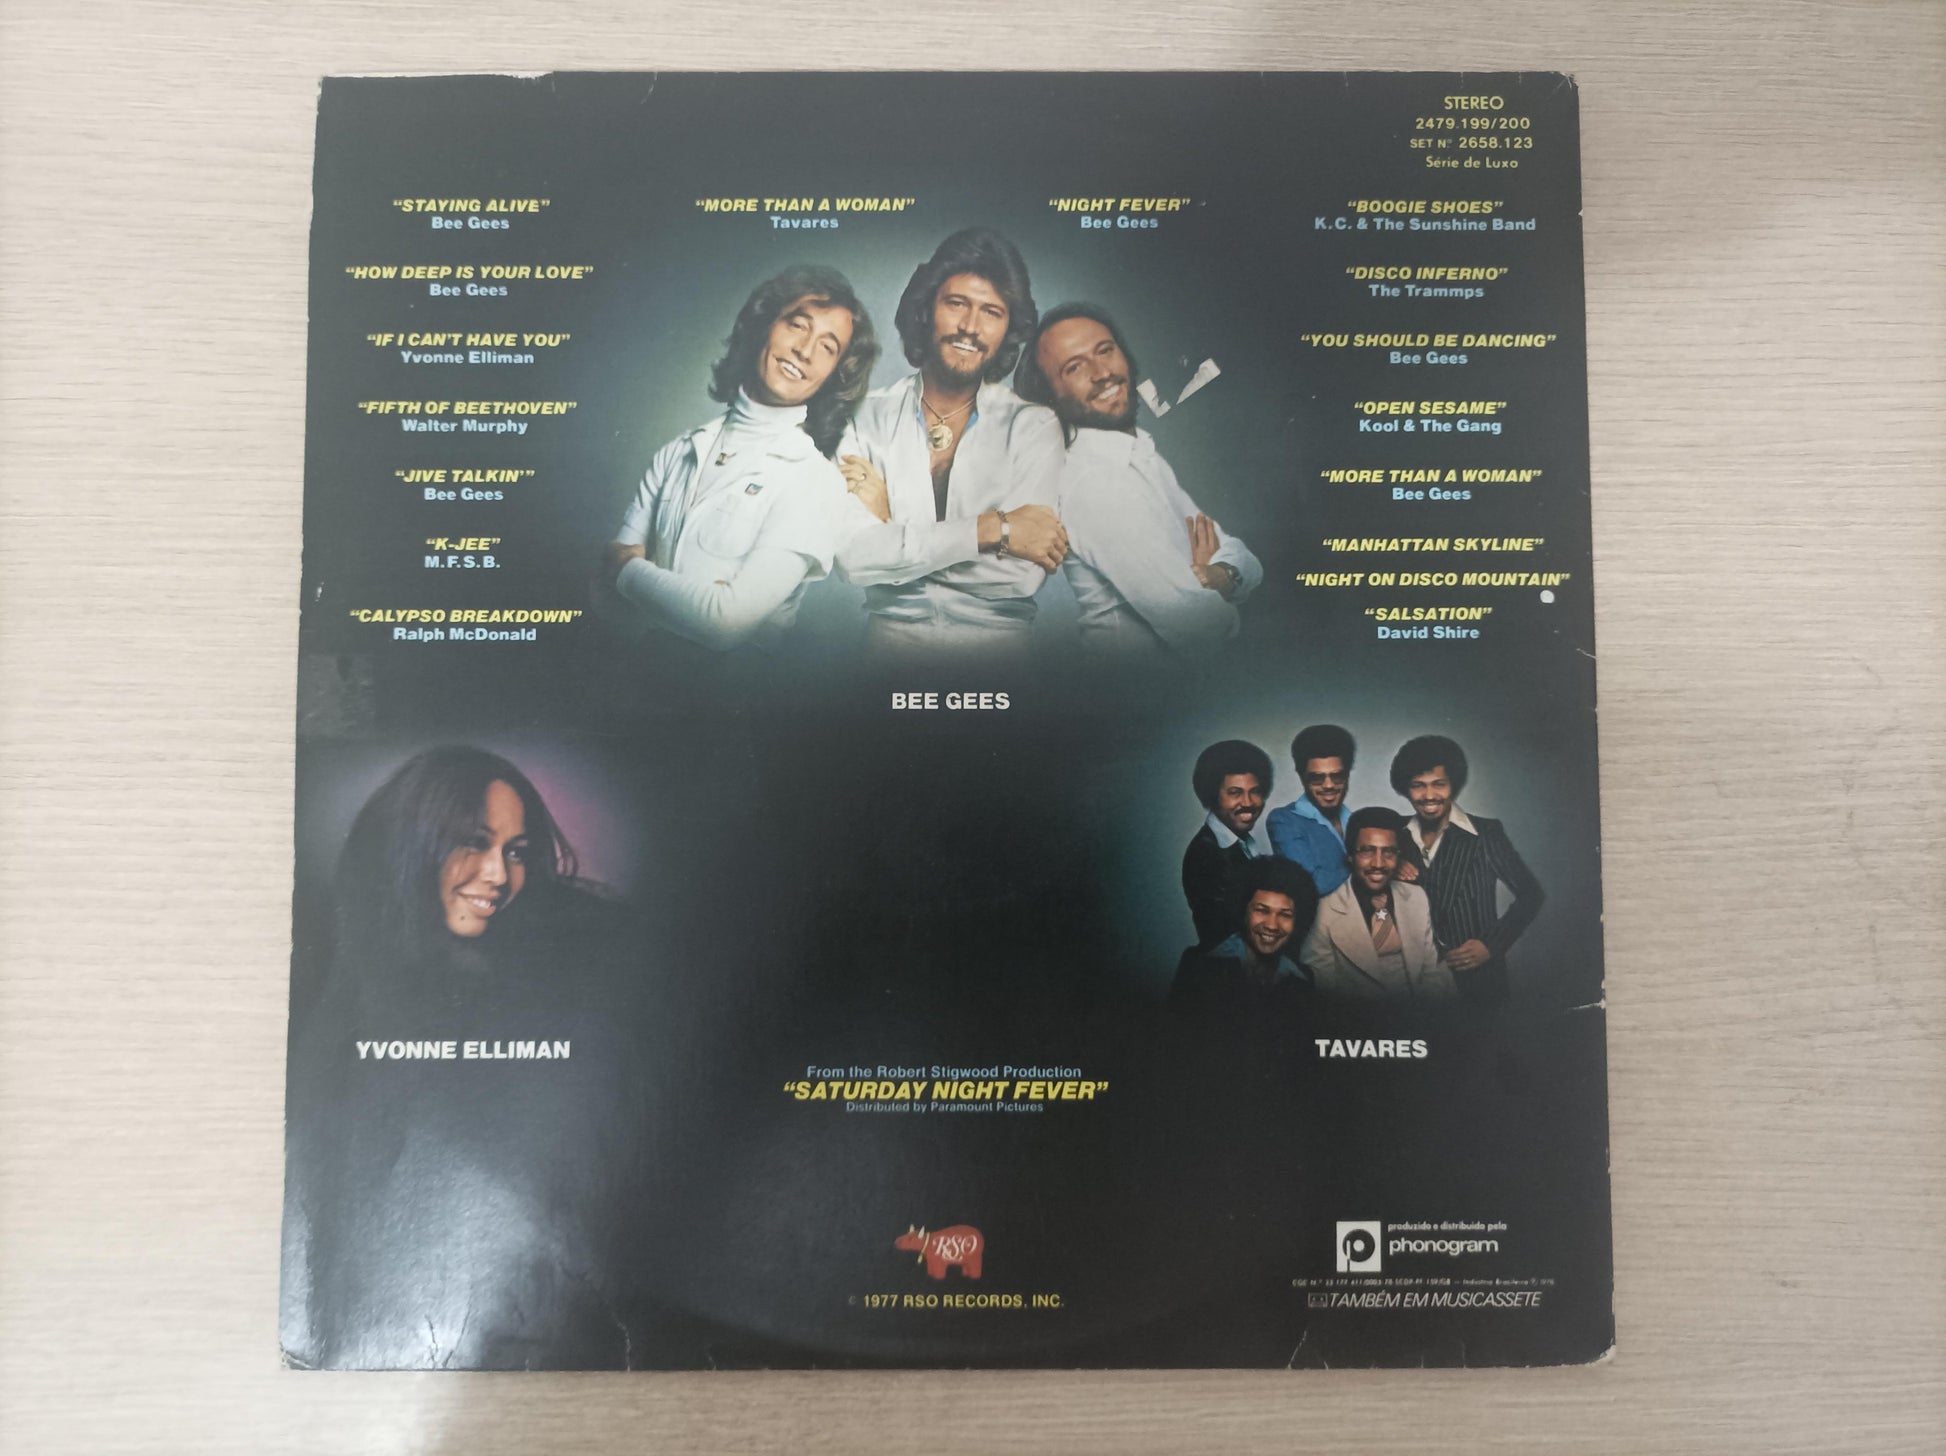 STEREO
2479.199/200
SET Nº 2658.123
Série de Luxo
"STAYING ALIVE"
Bee Gees
"HOW DEEP IS YOUR LOVE"
Bee Gees
"IF I CAN'T HAVE YOU"
Yvonne Elliman
"FIFTH OF BEETHOVEN"
Walter Murphy
"JIVE TALKIN'"
Bee Gees
"K-JEE"
M.F.S.B.
"CALYPSO BREAKDOWN"
Ralph McDonald
"MORE THAN A WOMAN"
Tavares
"NIGHT FEVER"
Bee Gees
"BOOGIE SHOES"
K.C. & The Sunshine Band
"DISCO INFERNO"
The Trammps
"YOU SHOULD BE DANCING"
Bee Gees
"OPEN SESAME"
Kool & The Gang
"MORE THAN A WOMAN"
Bee Gees
"MANHATTAN SKYLINE"
"NIGHT ON DISCO MOUNTAIN"
"SALSATION"
David Shire
BEE GEES
YVONNE ELLIMAN
TAVARES
From the Robert Stigwood Production
"SATURDAY NIGHT FEVER"
Distributed by Paramount Pictures
RSO
© 1977 RSO RECORDS, INC.
produzido e distribuido pela
phonogram
Indústria Brasileira
TAMBÉM EM MUSICASSETE